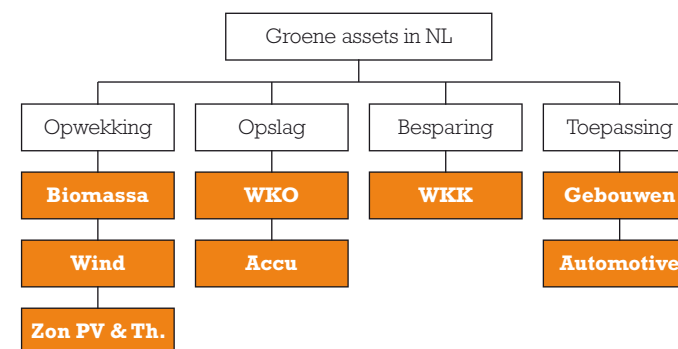 Groene assets in NL
Opwekking
Opslag
Besparing
Toepassing
Biomassa
WKO
WKK
Gebouwen
Wind
Accu
Automotive
Zon PV & Th.